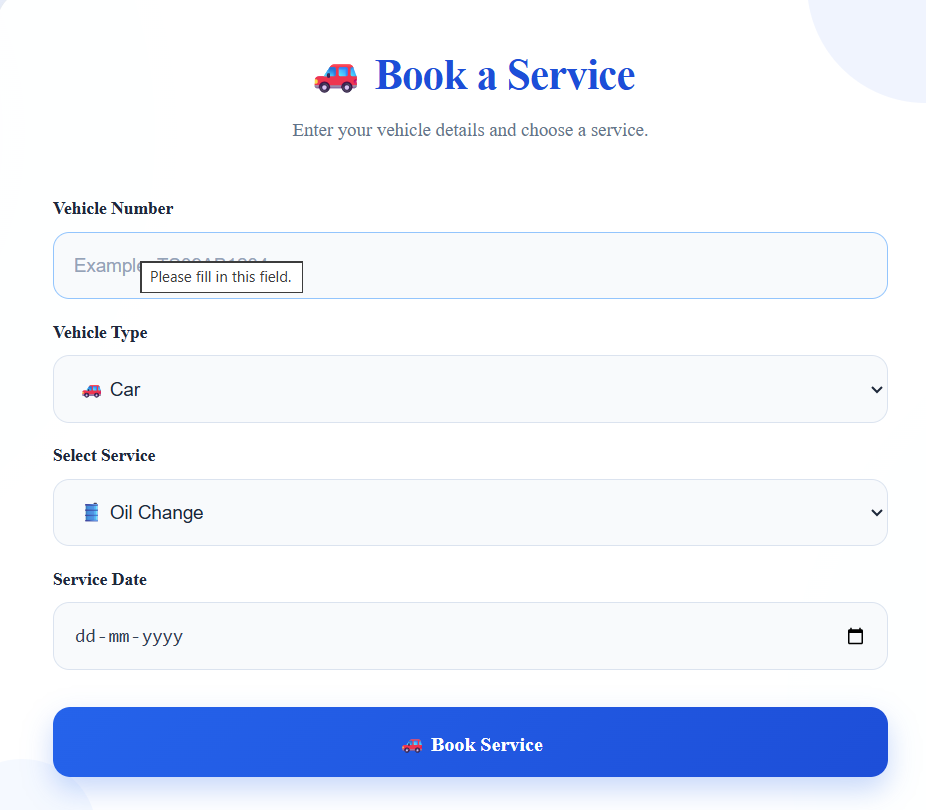 Book a Service
Enter your vehicle details and choose a service.
Vehicle Number
Example
Please fill in this field.
Vehicle Type
Car
Select Service
Oil Change
Service Date
dd-mm-yyyy
Book Service